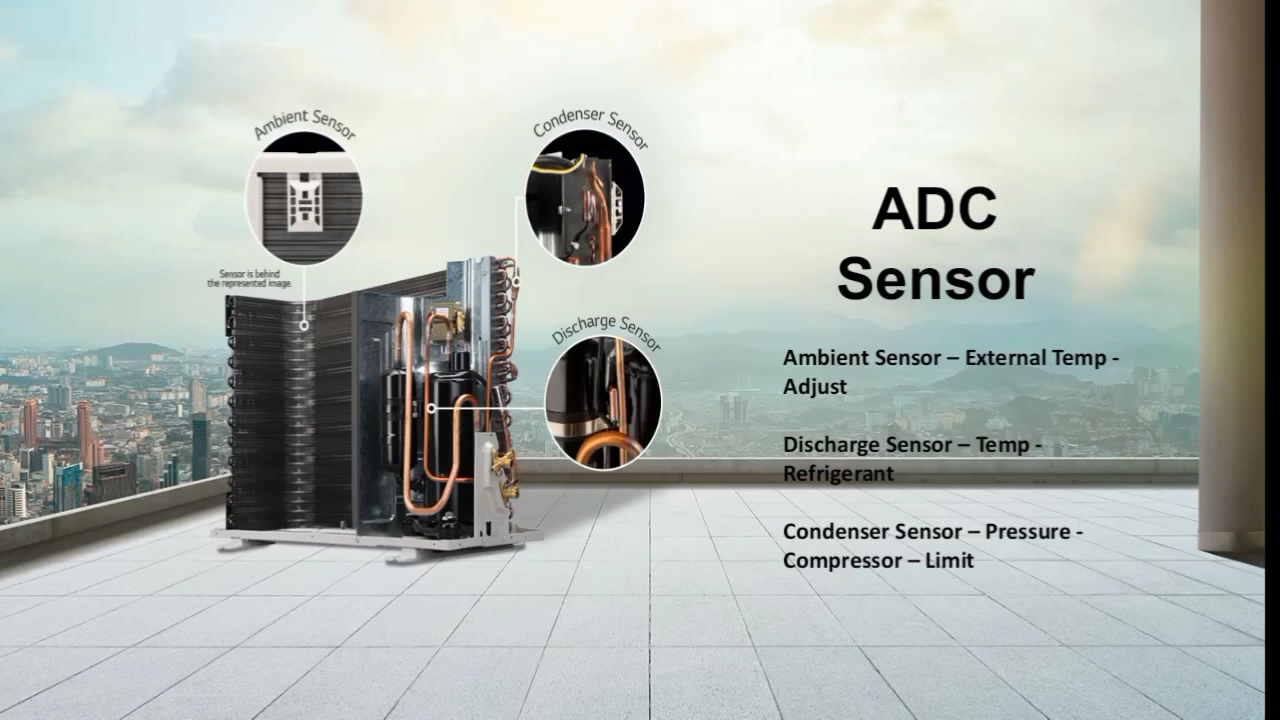 Ambient Sensor
Condenser Sensor
Sensor is behind
the represented image.
Discharge Sensor
ADC
Sensor
Ambient Sensor – External Temp -
Adjust
Discharge Sensor – Temp -
Refrigerant
Condenser Sensor – Pressure -
Compressor – Limit